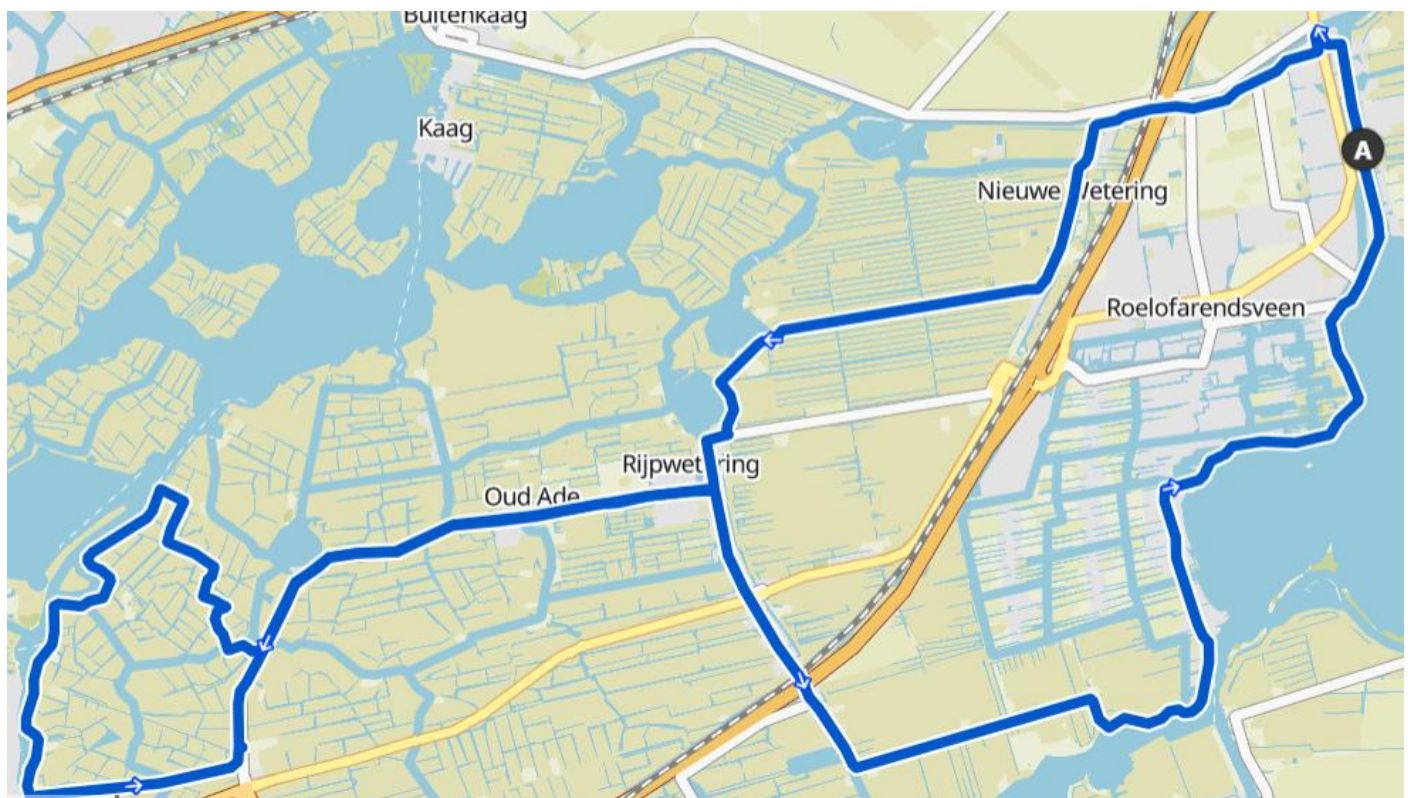 Buitenkaag
Kaag
A
Nieuwe Wetering
Roelofarendsveen
Rijpwetering
Oud Ade